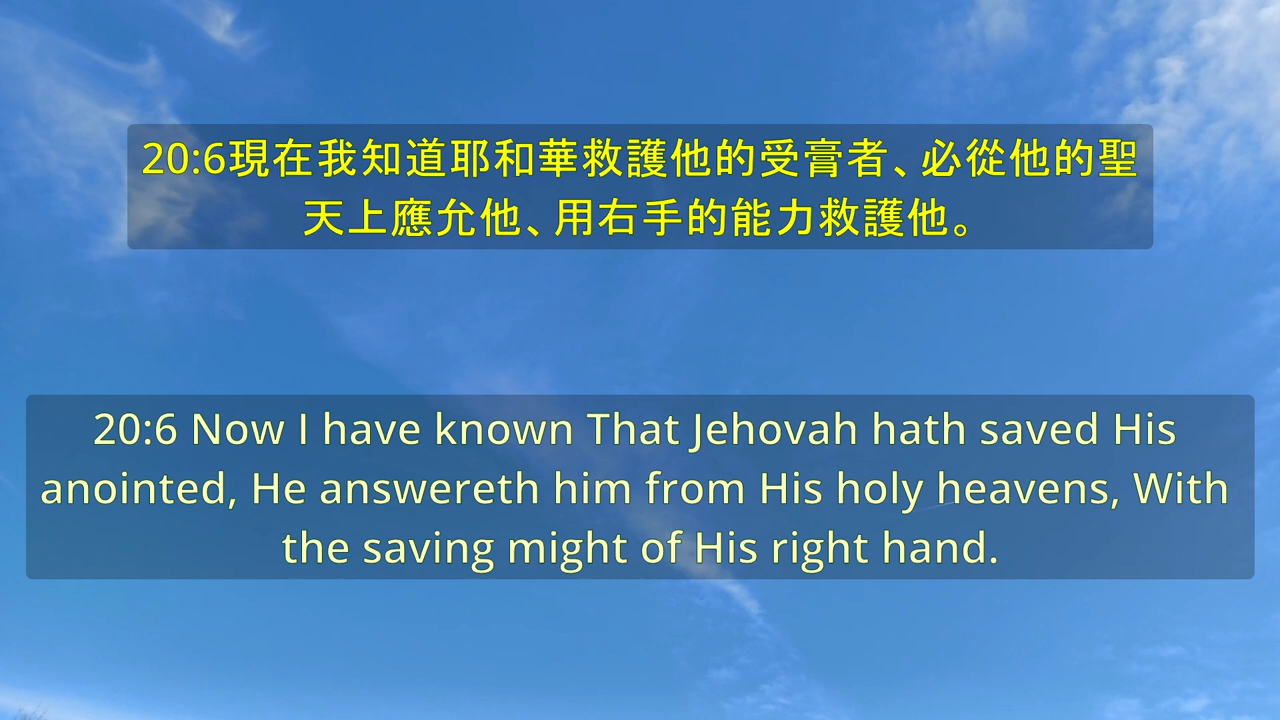 20:6現在我知道耶和華救護他的受膏者、必從他的聖
天上應允他、用右手的能力救護他。
20:6 Now I have known That Jehovah hath saved His
anointed, He answereth him from His holy heavens, With
the saving might of His right hand.